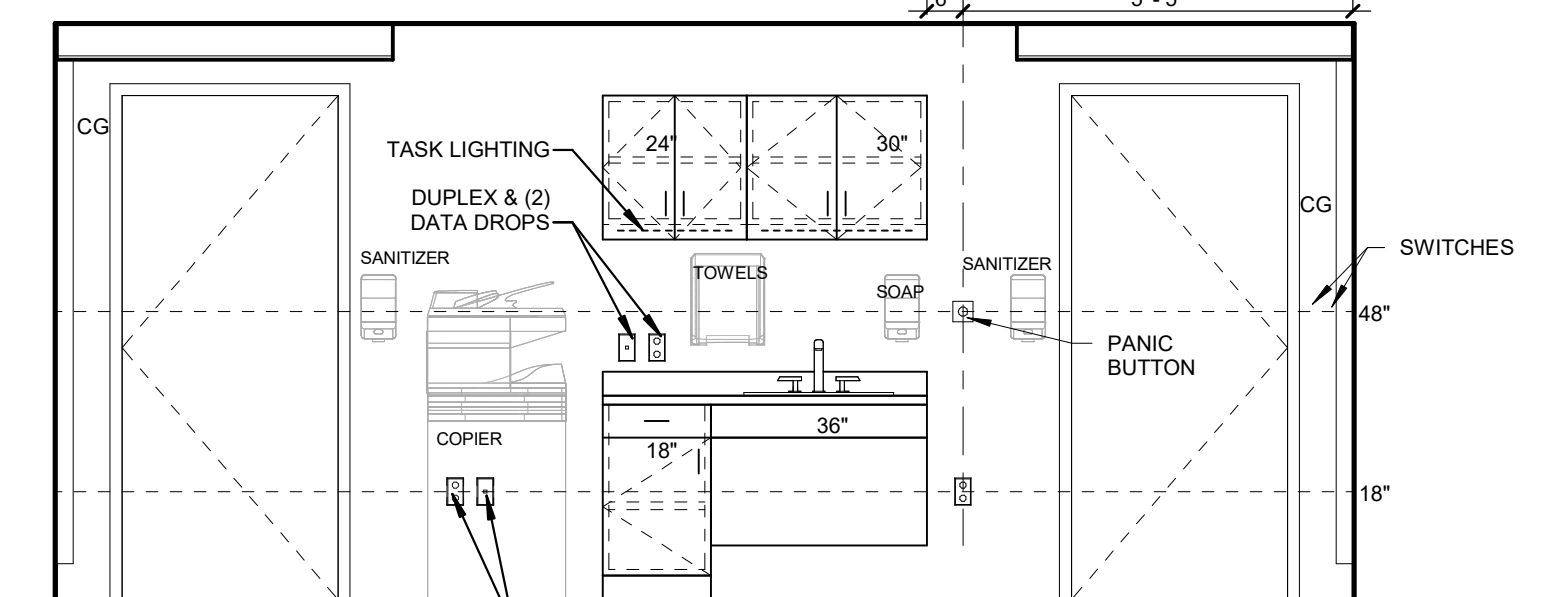 CG
TASK LIGHTING
24"
30"
DUPLEX & (2)
DATA DROPS
CG
SWITCHES
SANITIZER
TOWELS
SOAP
SANITIZER
48"
PANIC
BUTTON
COPIER
18"
36"
18"